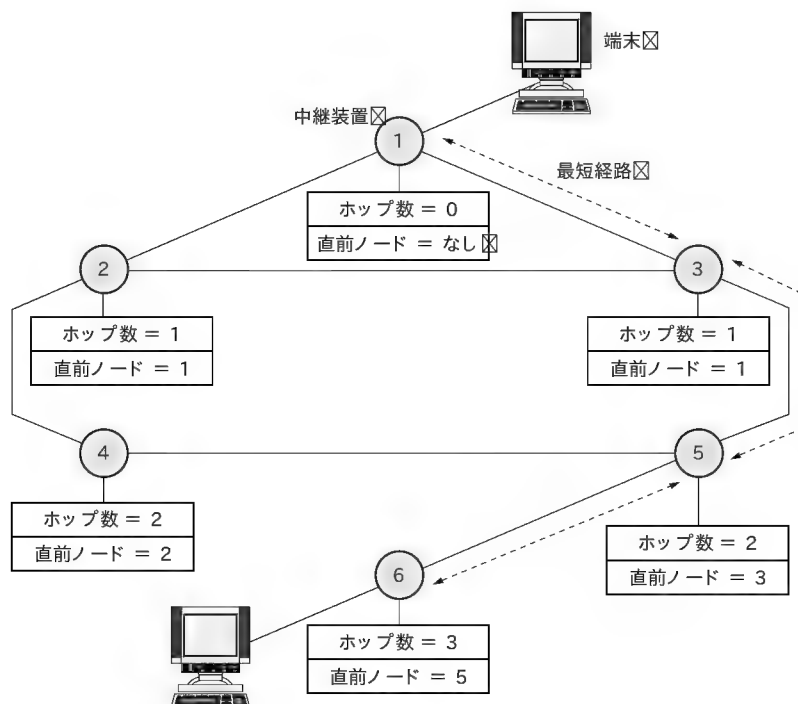 端末
中継装置
1
最短経路
ホップ数 = 0
直前ノード = なし
2
3
ホップ数 = 1
直前ノード = 1
ホップ数 = 1
直前ノード = 1
4
5
ホップ数 = 2
直前ノード = 2
ホップ数 = 2
直前ノード = 3
6
ホップ数 = 3
直前ノード = 5